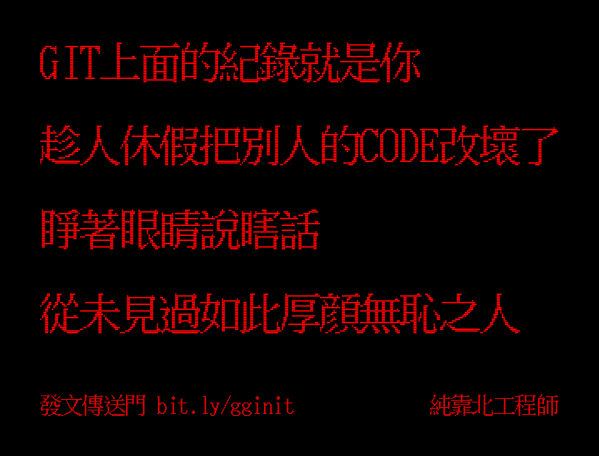 GIT上面的紀錄就是你
趁人休假把別人的CODE改壞了
睜著眼睛說瞎話
從未見過如此厚顏無恥之人
發文傳送門 bit.ly/gginit
純靠北工程師